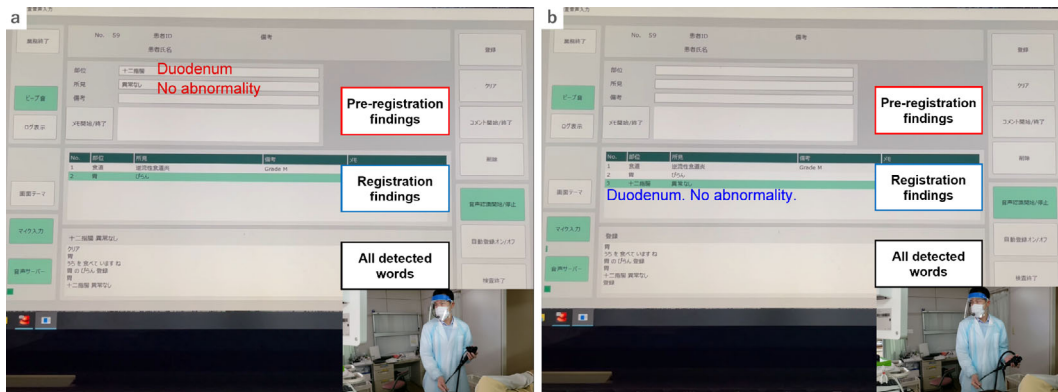 a
重要系入力
No. 59
患者ID
備考
患者氏名
登録
部位
十二指腸
Duodenum
所見
異常なし
No abnormality
クリア
備考
Pre-registration
findings
ビープ音
ログ表示
メモ開始/終了
コメント開始/終了
削除
No. 部位 所見 備考 メモ
1 食道 逆流性食道炎 Grade M
2 胃 びらん
Registration
findings
画面テーマ
音声認識開始/停止
マイク入力
自動登録オン/オフ
音声サーバー
十二指腸 異常なし
クリア
胃
うら を 食べています ね
胃 の びらん 登録
胃
十二指腸 異常なし
All detected
words
検査終了
b
No. 59
患者ID
備考
患者氏名
登録
部位
所見
クリア
備考
Pre-registration
findings
ビープ音
ログ表示
メモ開始/終了
コメント開始/終了
削除
No. 部位 所見 備考 メモ
1 食道 逆流性食道炎 Grade M
2 胃 びらん
3 十二指腸 異常なし
Duodenum. No abnormality.
Registration
findings
画面テーマ
音声認識開始/停止
マイク入力
自動登録オン/オフ
音声サーバー
登録
胃
うら を 食べています ね
胃 の びらん 登録
胃
十二指腸 異常なし
登録
All detected
words
検査終了